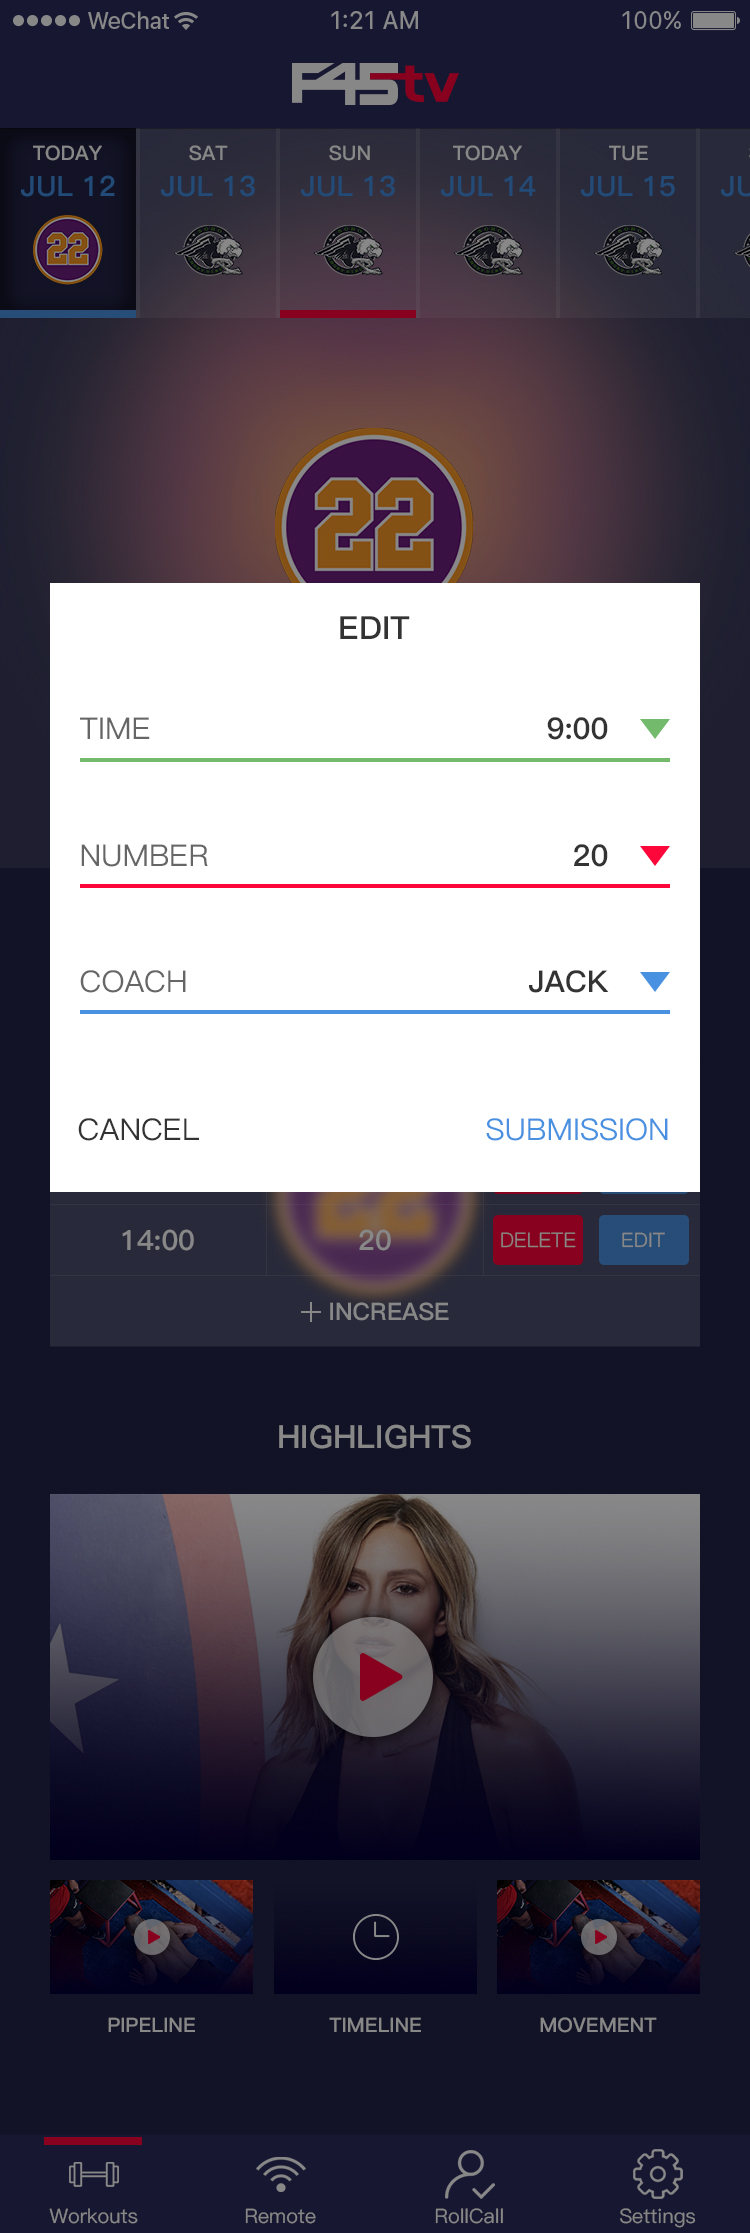 WeChat 1:21 AM 100%
F45tv
TODAY SAT SUN TODAY TUE
JUL 12 JUL 13 JUL 13 JUL 14 JUL 15 JU
22
22
EDIT
TIME 9:00
NUMBER 20
COACH JACK
CANCEL SUBMISSION
14:00 20 DELETE EDIT
+ INCREASE
HIGHLIGHTS
PIPELINE TIMELINE MOVEMENT
Workouts Remote RollCall Settings